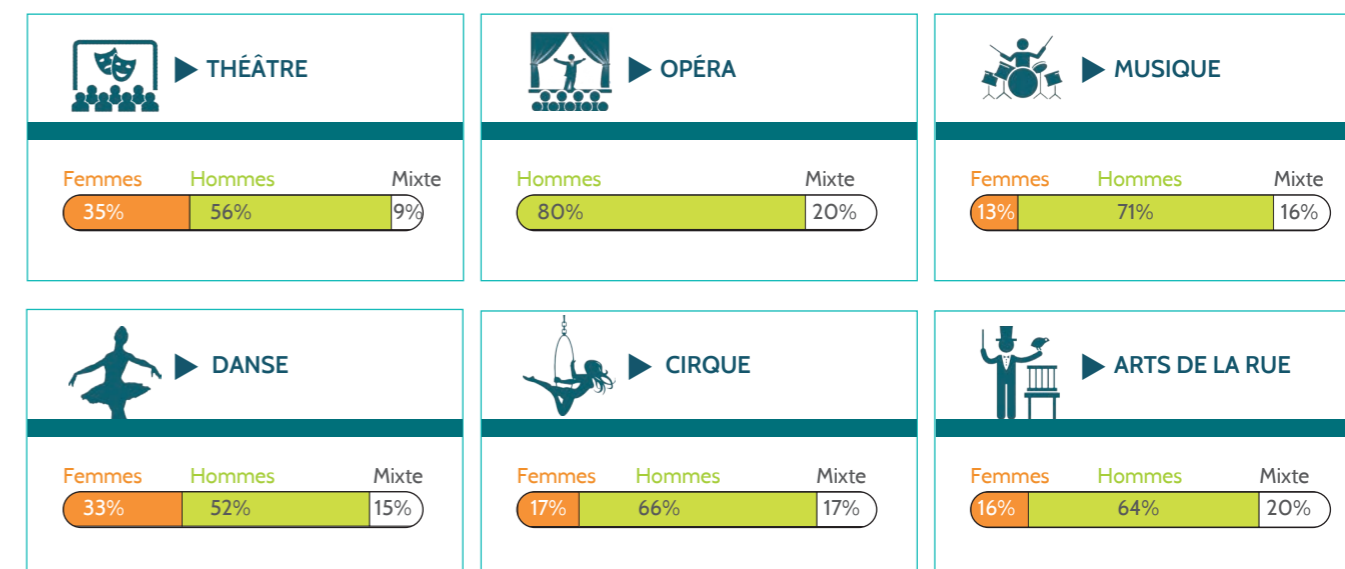 THÉÂTRE
Femmes Hommes Mixte
35% 56% 9%
OPÉRA
Hommes Mixte
80% 20%
MUSIQUE
Femmes Hommes Mixte
13% 71% 16%
DANSE
Femmes Hommes Mixte
33% 52% 15%
CIRQUE
Femmes Hommes Mixte
17% 66% 17%
ARTS DE LA RUE
Femmes Hommes Mixte
16% 64% 20%